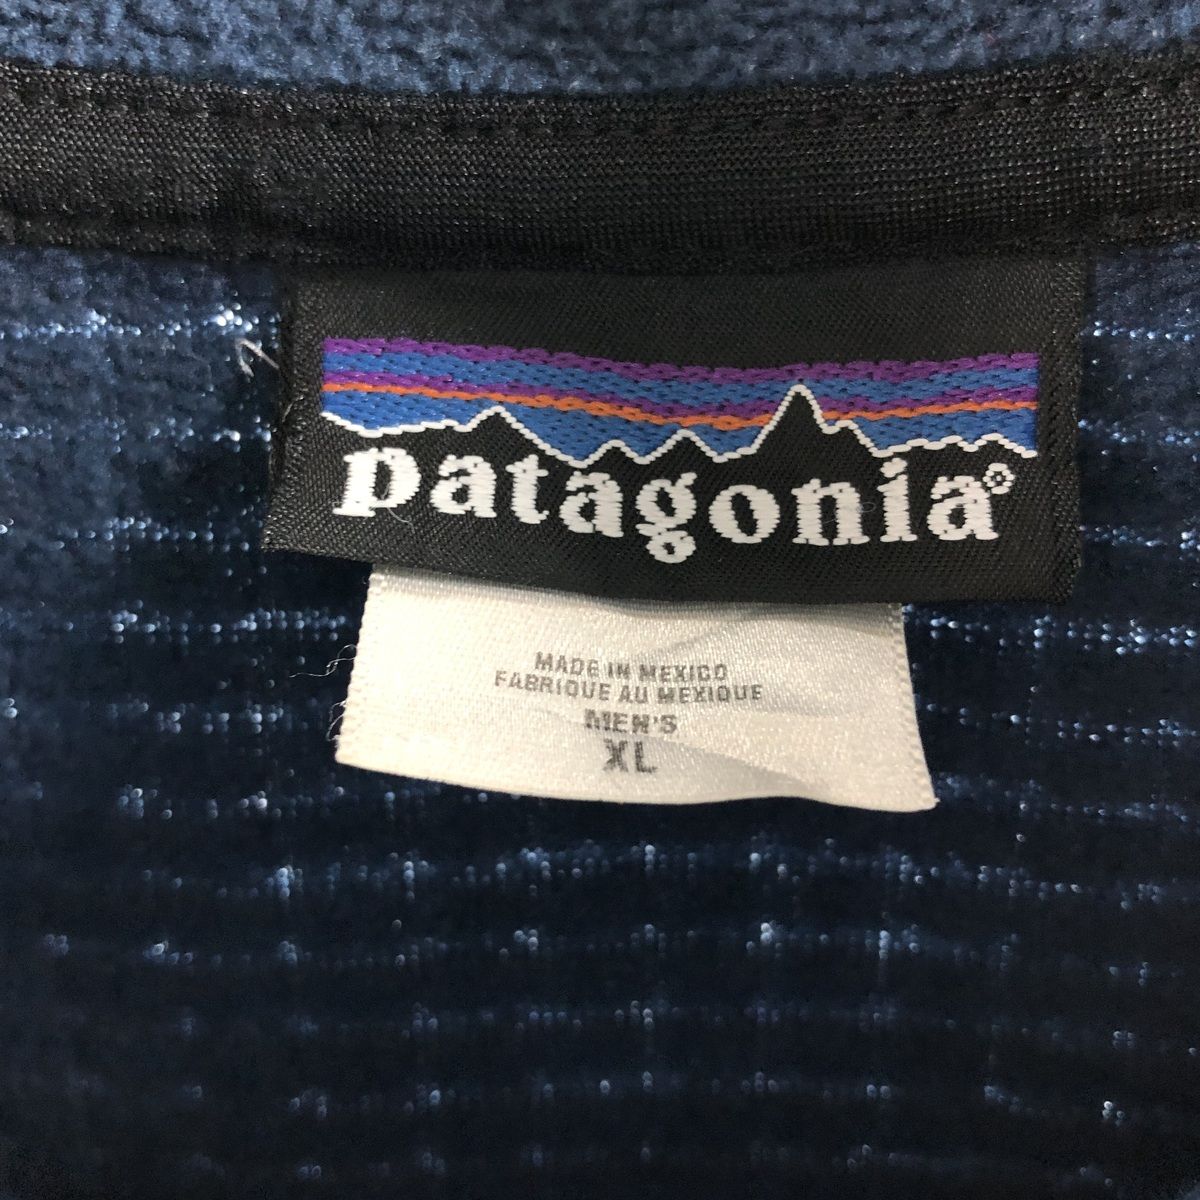 patagonia®
MADE IN MEXICO
FABRIQUE AU MEXIQUE
MEN'S
XL